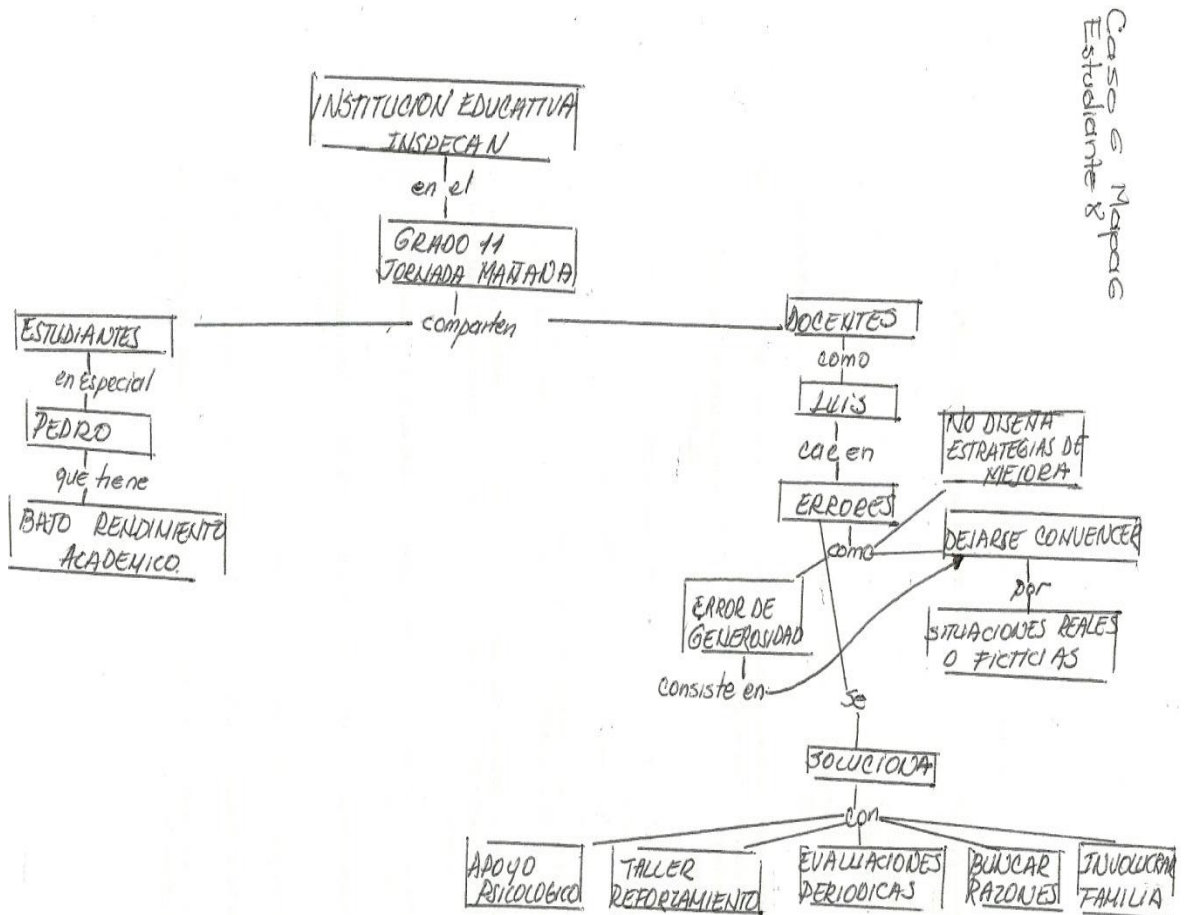 Caso 6 Mapa 6
Estudiante 8
INSTITUCION EDUCATIVA
INSPECAN
en el
GRADO 11
JORNADA MAÑANA
comparten
ESTUDIANTES
en Especial
PEDRO
que tiene
BAJO RENDIMIENTO
ACADEMICO.
DOCENTES
como
LUIS
cae en
ERRORES
como
NO DISEÑA
ESTRATEGIAS DE
MEJORA
DEJARSE CONVENCER
por
SITUACIONES REALES
O FICTICIAS
ERROR DE
GENEROSIDAD
consiste en
Se
SOLUCIONA
con
APOYO
PSICOLOGICO
TALLER
REFORZAMIENTO
EVALUACIONES
PERIODICAS
BUNCAR
RAZONES
INVOLUCRAR
FAMILIA